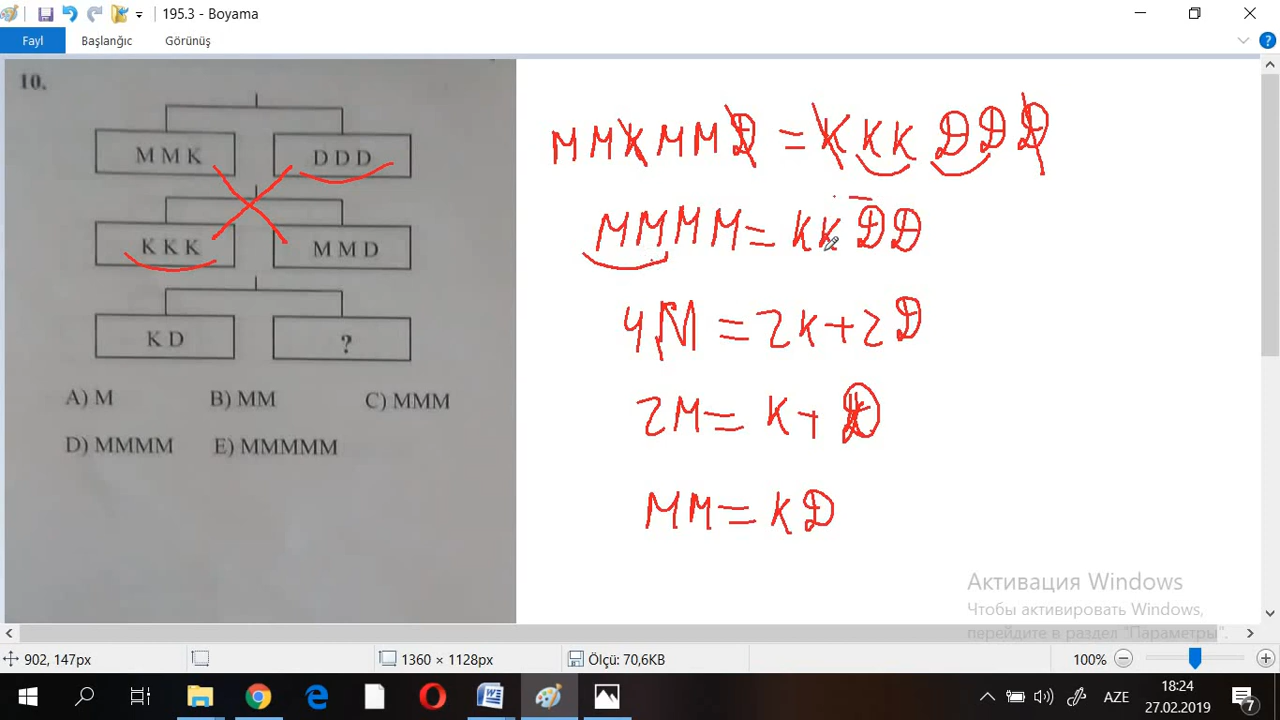 195.3 - Boyama
Fayl Başlanğıc Görünüş
10.
MMK DDD
KKK MMD
KD ?
A) M B) MM C) MMM
D) MMMM E) MMMMM
MMKMMD = KKKDDD
MMMM = KKDD
4M = 2K + 2D
2M = K + D
MM = KD
Активация Windows
Чтобы активировать Windows,
перейдите в раздел "Параметры".
902, 147px 1360 × 1128px Ölçü: 70,6KB 100%
AZE 18:24
27.02.2019 7